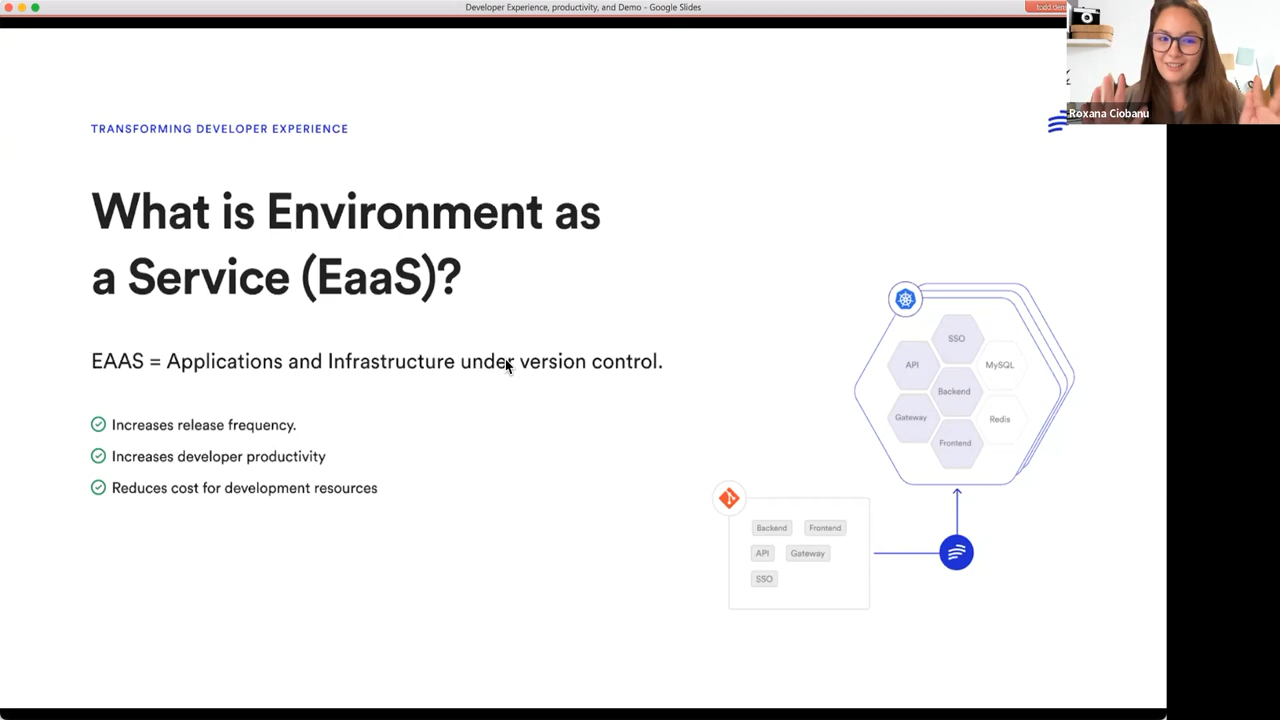 Developer Experience, productivity, and Demo - Google Slides
Roxana Ciobanu
TRANSFORMING DEVELOPER EXPERIENCE
What is Environment as
a Service (EaaS)?
EAAS = Applications and Infrastructure under version control.
Increases release frequency.
Increases developer productivity
Reduces cost for development resources
SSO
API
MySQL
Backend
Gateway
Redis
Frontend
Backend
Frontend
API
Gateway
SSO